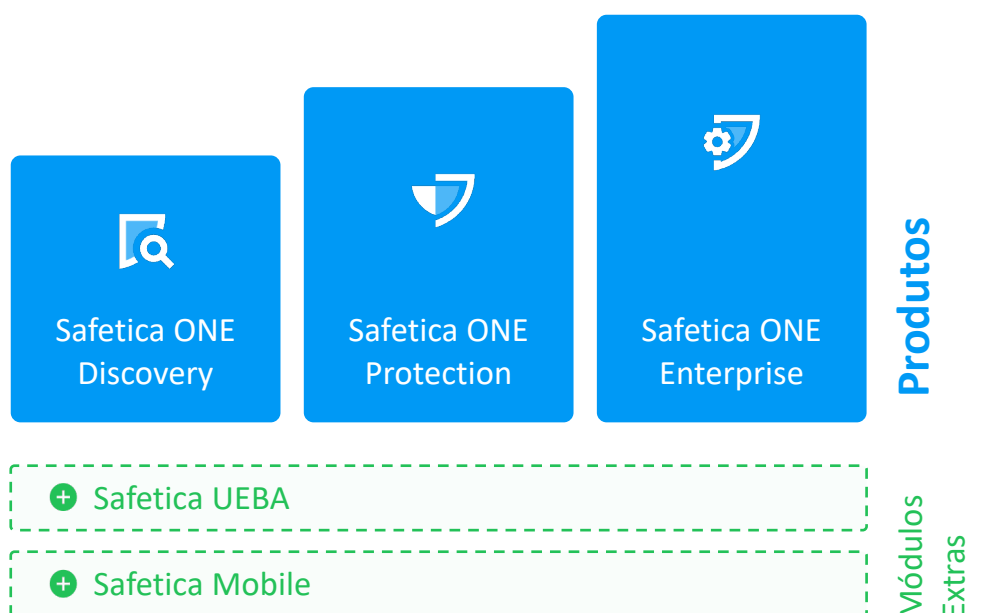 Safetica ONE
Discovery
Safetica ONE
Protection
Safetica ONE
Enterprise
Produtos
Safetica UEBA
Safetica Mobile
Módulos
Extras